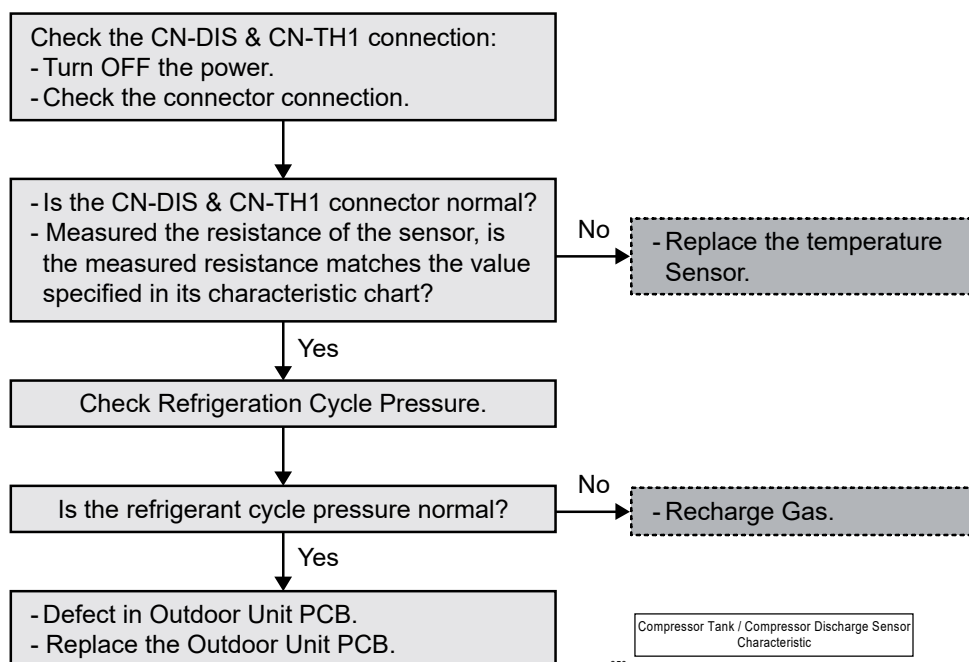 Check the CN-DIS & CN-TH1 connection:
- Turn OFF the power.
- Check the connector connection.
- Is the CN-DIS & CN-TH1 connector normal?
- Measured the resistance of the sensor, is
the measured resistance matches the value
specified in its characteristic chart?
No
- Replace the temperature
Sensor.
Yes
Check Refrigeration Cycle Pressure.
Is the refrigerant cycle pressure normal?
No
- Recharge Gas.
Yes
- Defect in Outdoor Unit PCB.
- Replace the Outdoor Unit PCB.
Compressor Tank / Compressor Discharge Sensor
Characteristic